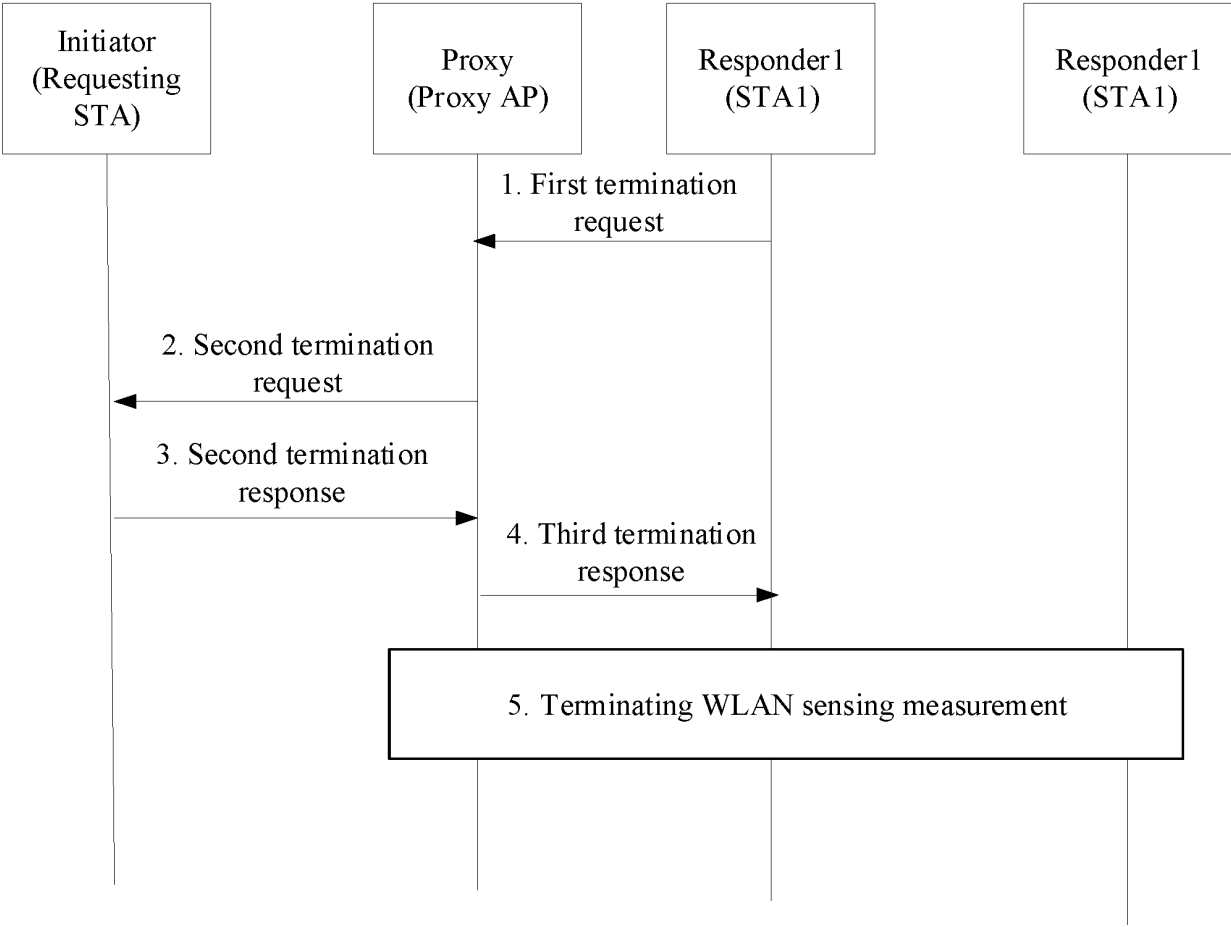 Initiator
(Requesting
STA)
Proxy
(Proxy AP)
Responder1
(STA1)
Responder1
(STA1)
1. First termination
request
2. Second termination
request
3. Second termination
response
4. Third termination
response
5. Terminating WLAN sensing measurement